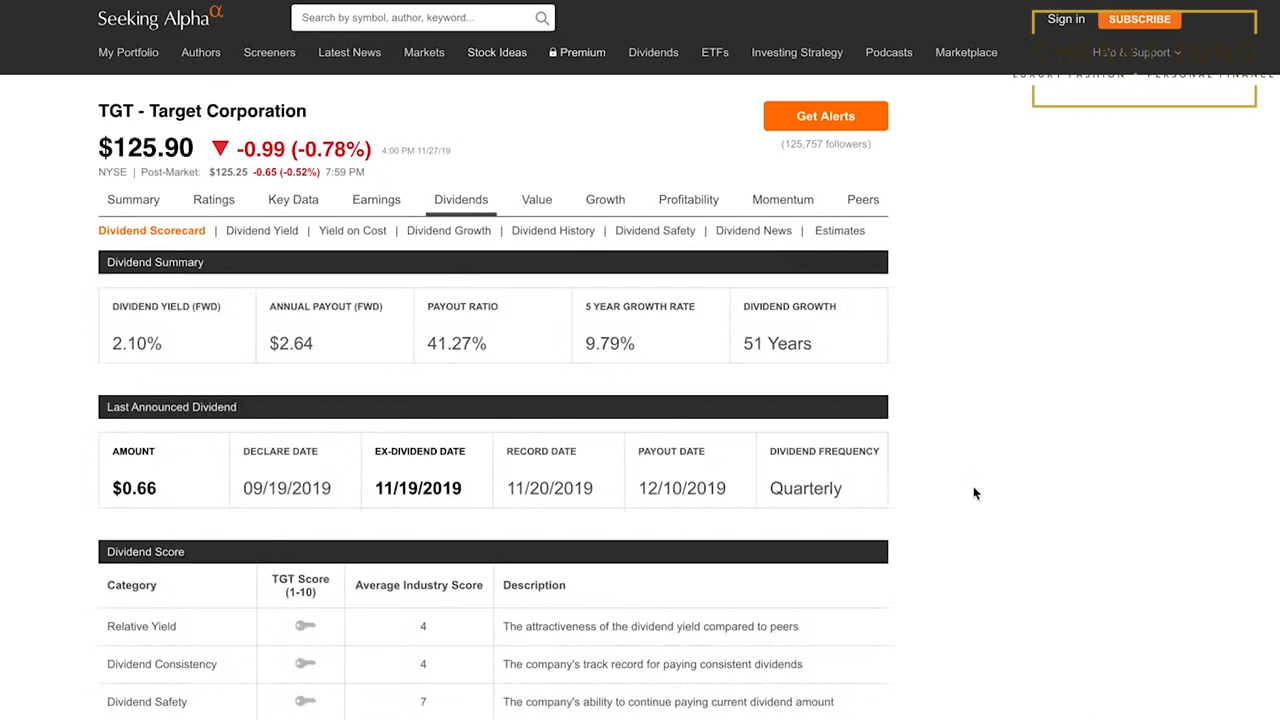 Seeking Alpha α
Search by symbol, author, keyword...
Sign in
SUBSCRIBE
My Portfolio Authors Screeners Latest News Markets Stock Ideas Premium Dividends ETFs Investing Strategy Podcasts Marketplace Help & Support
LUXURY FASHION PERSONAL FINANCE
TGT - Target Corporation
Get Alerts
$125.90 ▼ -0.99 (-0.78%) 4:00 PM 11/27/19
(125,757 followers)
NYSE | Post-Market: $125.25 -0.65 (-0.52%) 7:59 PM
Summary Ratings Key Data Earnings Dividends Value Growth Profitability Momentum Peers
Dividend Scorecard | Dividend Yield | Yield on Cost | Dividend Growth | Dividend History | Dividend Safety | Dividend News | Estimates
Dividend Summary
DIVIDEND YIELD (FWD) ANNUAL PAYOUT (FWD) PAYOUT RATIO 5 YEAR GROWTH RATE DIVIDEND GROWTH
2.10% $2.64 41.27% 9.79% 51 Years
Last Announced Dividend
AMOUNT DECLARE DATE EX-DIVIDEND DATE RECORD DATE PAYOUT DATE DIVIDEND FREQUENCY
$0.66 09/19/2019 11/19/2019 11/20/2019 12/10/2019 Quarterly
Dividend Score
Category TGT Score (1-10) Average Industry Score Description
Relative Yield 4 The attractiveness of the dividend yield compared to peers
Dividend Consistency 4 The company's track record for paying consistent dividends
Dividend Safety 7 The company's ability to continue paying current dividend amount